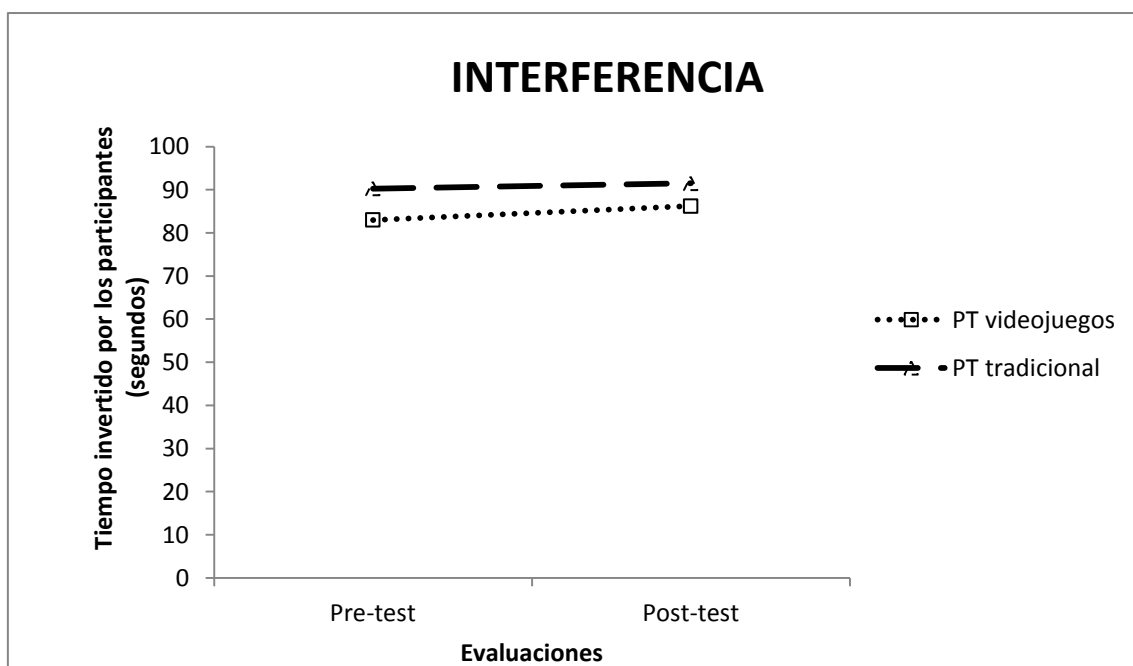 INTERFERENCIA
Tiempo invertido por los participantes
(segundos)
100
90
80
70
60
50
40
30
20
10
0
Pre-test Post-test
Evaluaciones
PT videojuegos
PT tradicional